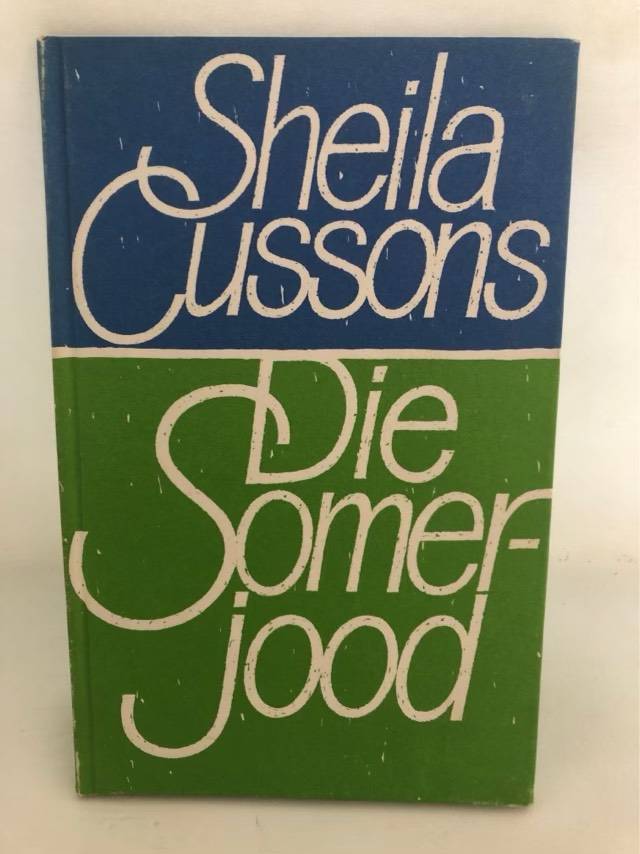 Sheila
Cussons
Die
Somer-
jood